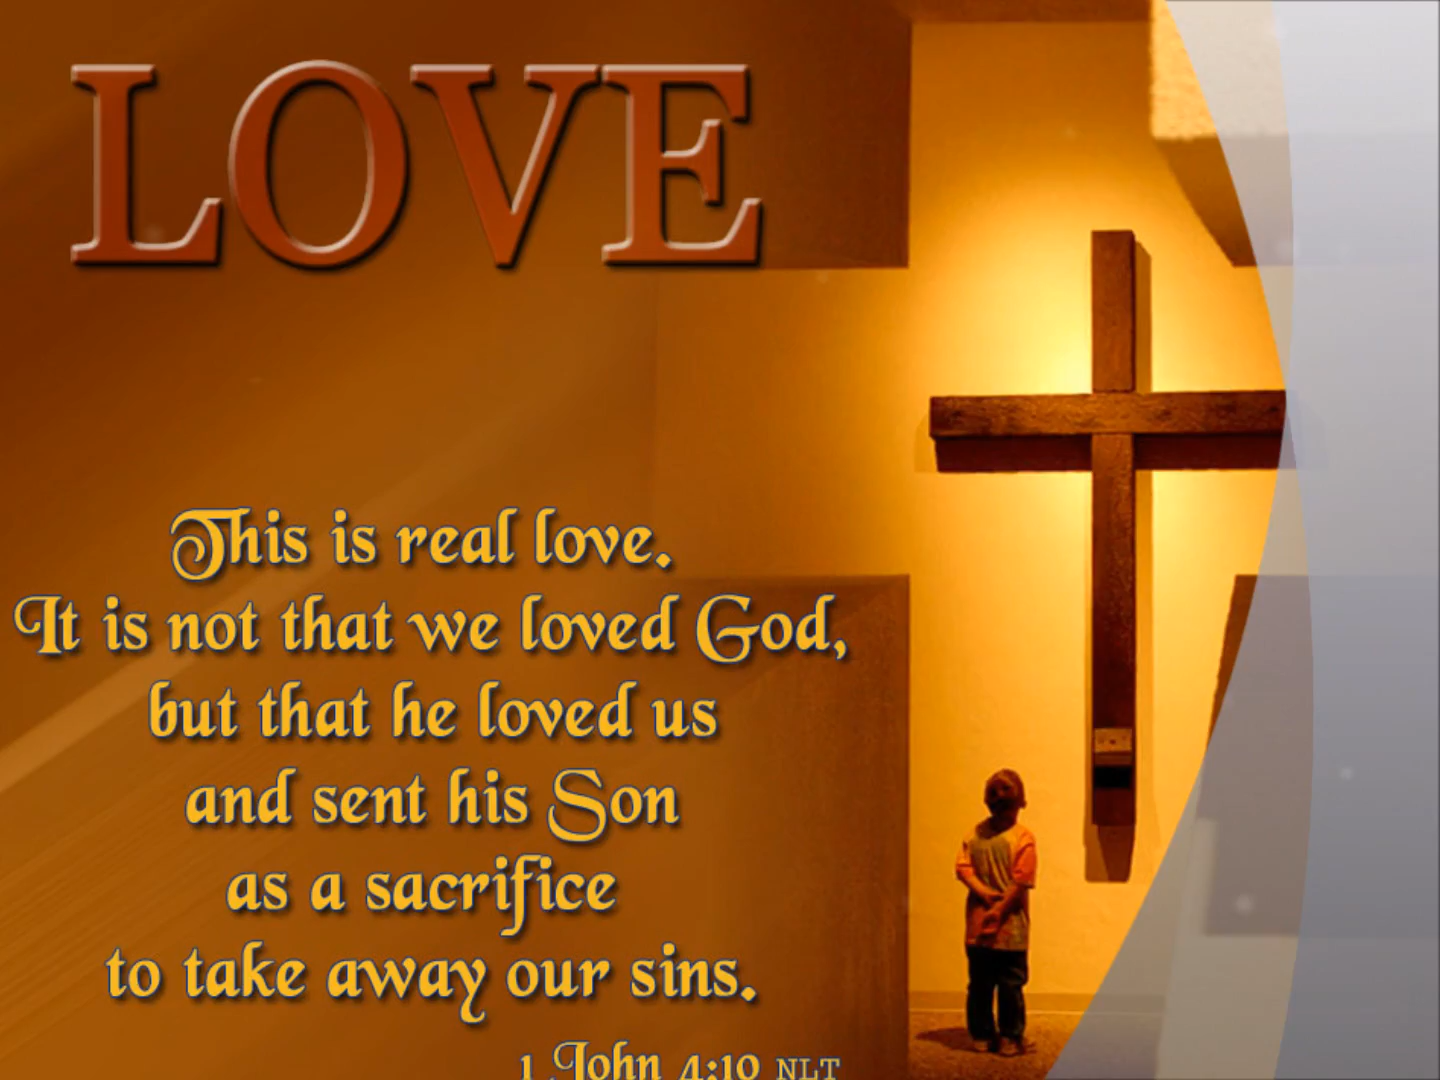 LOVE
This is real love.
It is not that we loved God,
but that he loved us
and sent his Son
as a sacrifice
to take away our sins.
1 John 4:10 NLT